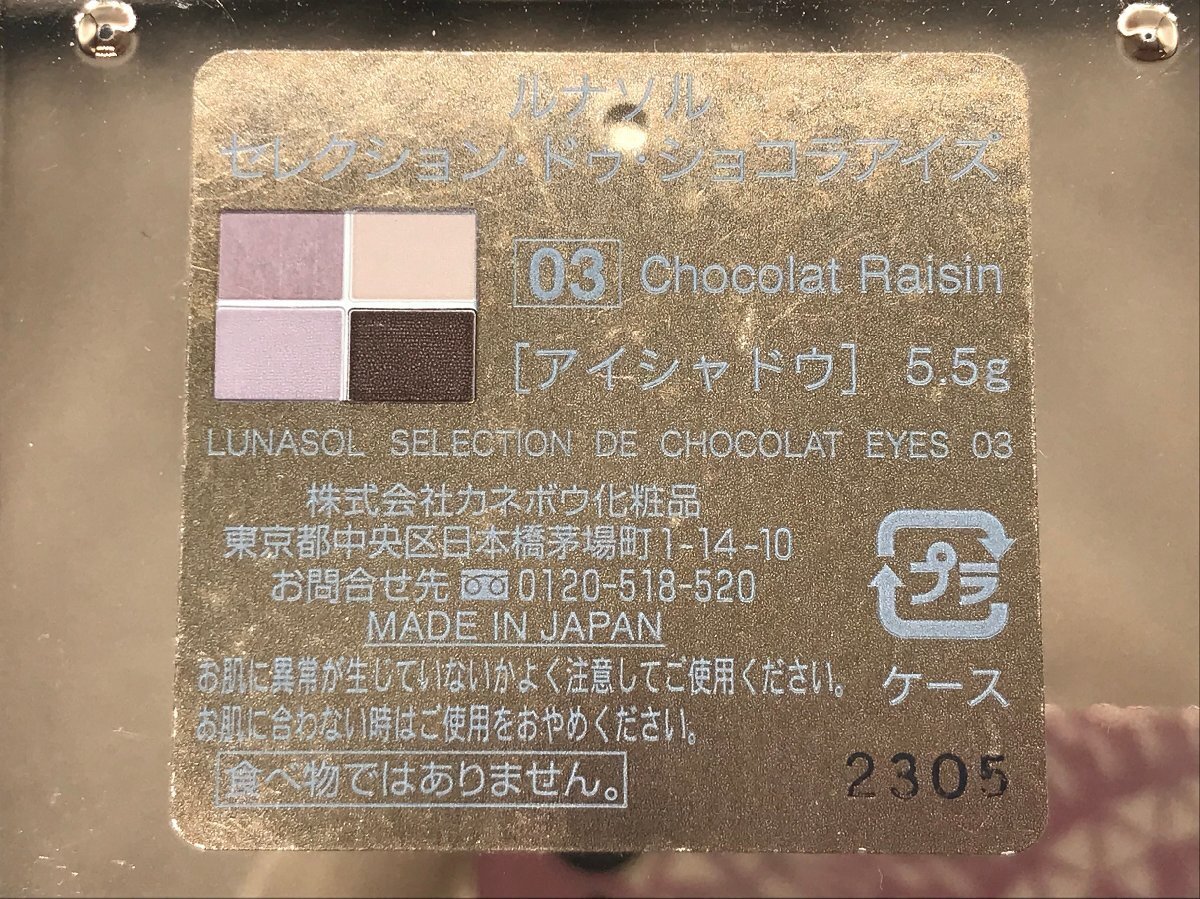 ルナソル
セレクション・ドゥ・ショコラアイズ
03 Chocolat Raisin
[アイシャドウ] 5.5g
LUNASOL SELECTION DE CHOCOLAT EYES 03
株式会社カネボウ化粧品
東京都中央区日本橋茅場町1-14-10
お問合せ先 0120-518-520
MADE IN JAPAN
プラ
ケース
お肌に異常が生じていないかよく注意してご使用ください。
お肌に合わない時はご使用をおやめください。
食べ物ではありません。
2305